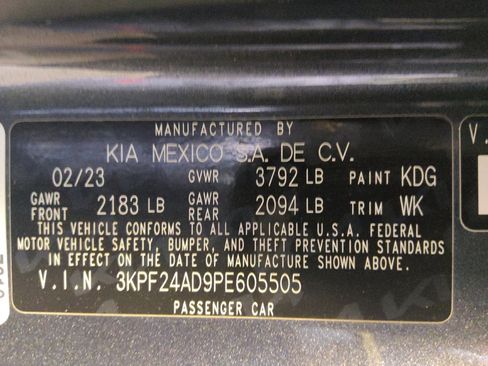 MANUFACTURED BY
KIA MEXICO S.A. DE C.V.
02/23 GVWR 3792 LB PAINT KDG
GAWR FRONT 2183 LB GAWR REAR 2094 LB TRIM WK
THIS VEHICLE CONFORMS TO ALL APPLICABLE U.S.A. FEDERAL
MOTOR VEHICLE SAFETY, BUMPER, AND THEFT PREVENTION STANDARDS
IN EFFECT ON THE DATE OF MANUFACTURE SHOWN ABOVE.
V.I.N. 3KPF24AD9PE605505
PASSENGER CAR
V.